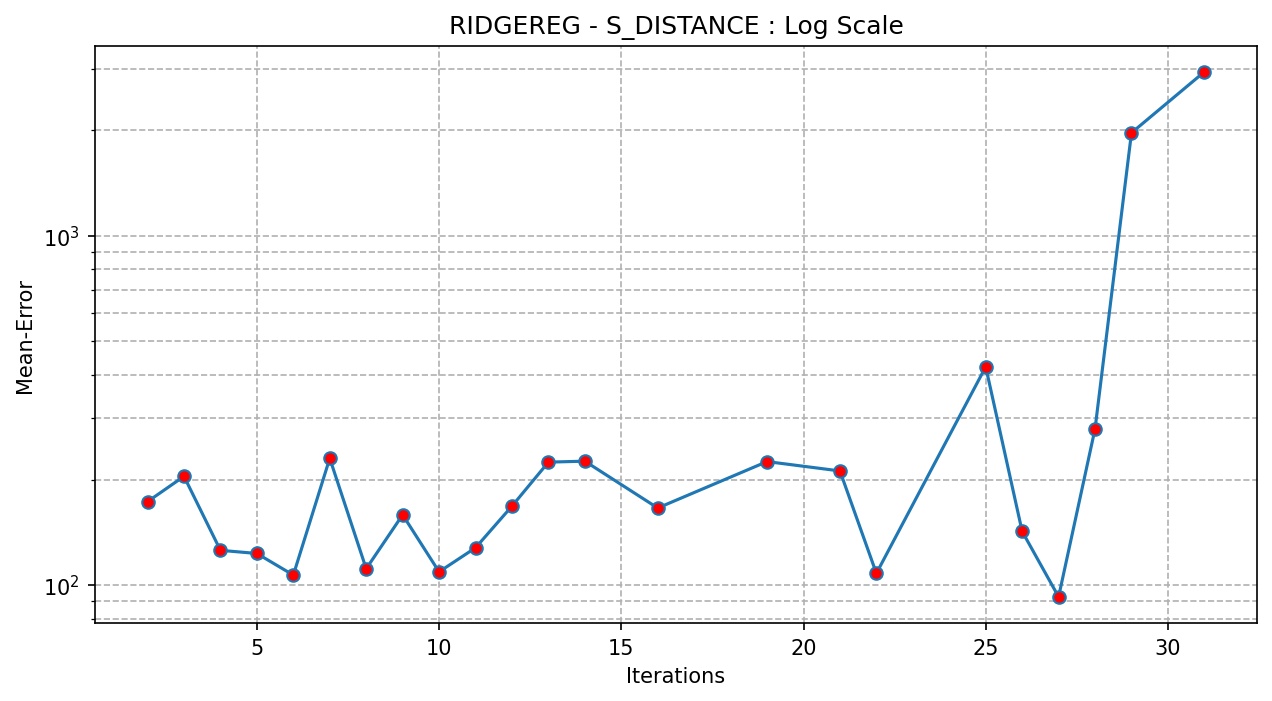 RIDGEREG - S_DISTANCE : Log Scale
Mean-Error
10³
10²
5 10 15 20 25 30
Iterations